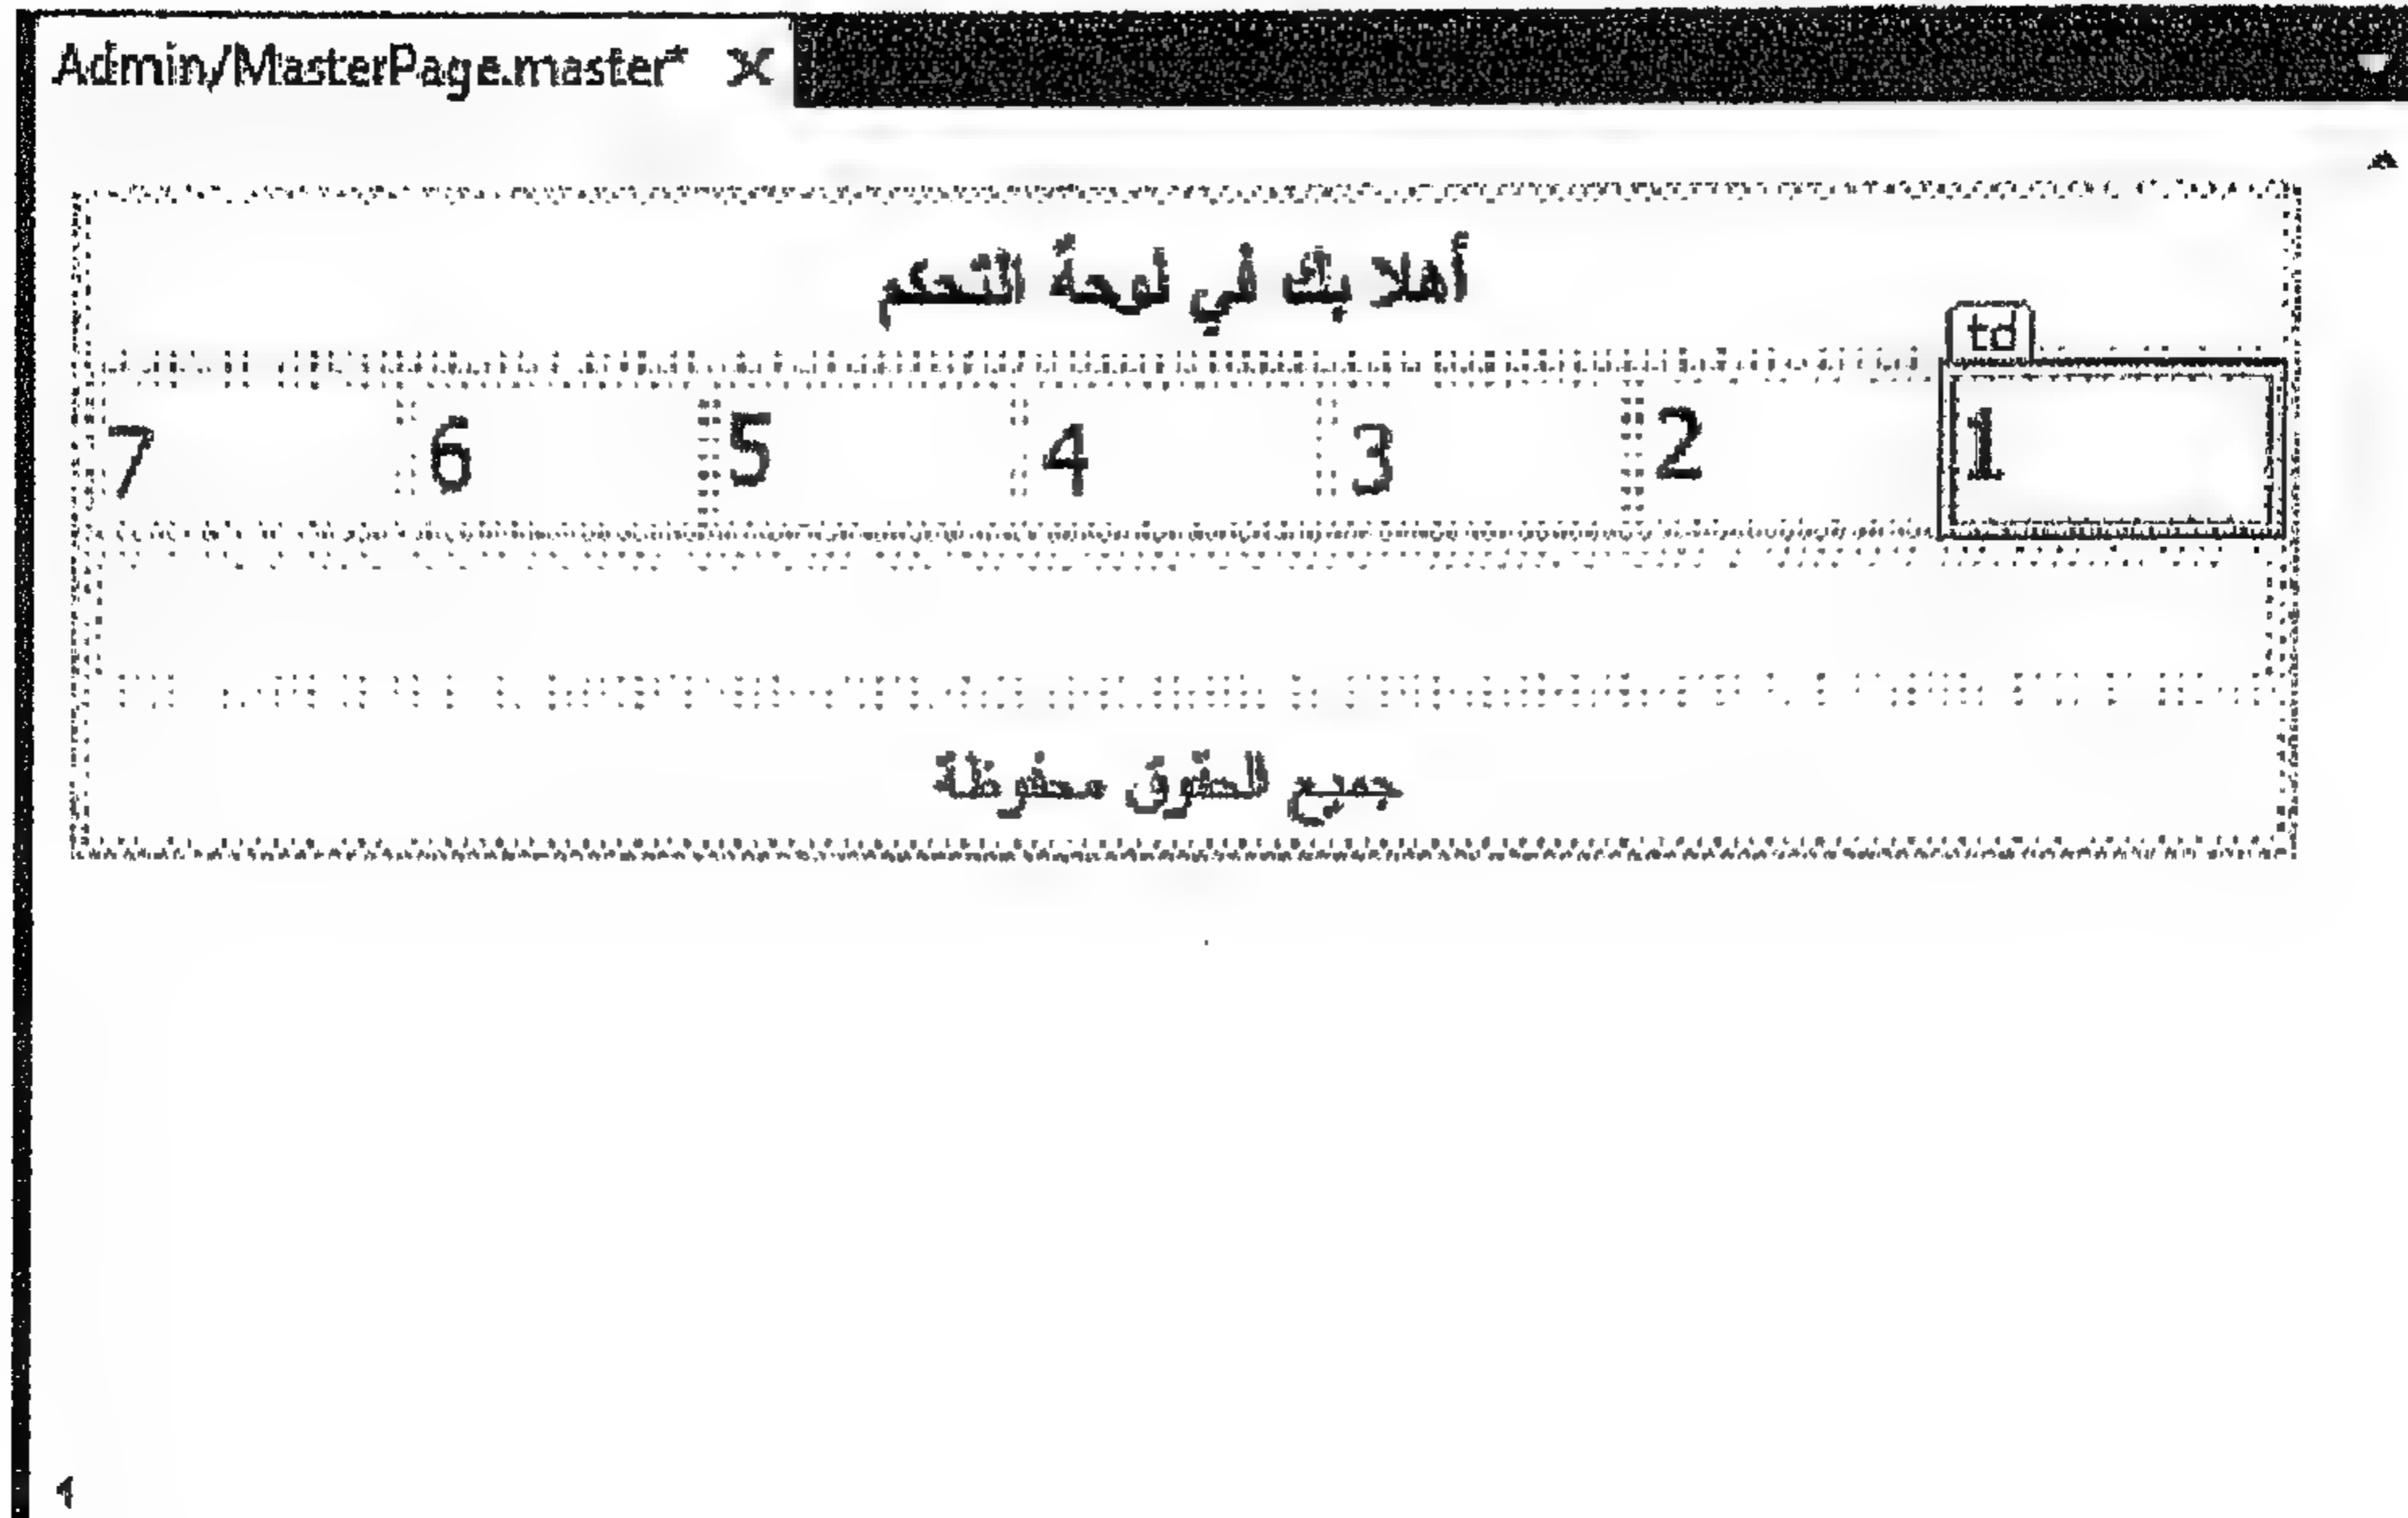 Admin/MasterPage.master* ✕
أهلا بك في لوحة التحكم
td
1 2 3 4 5 6 7
جميع الحقوق محفوظة